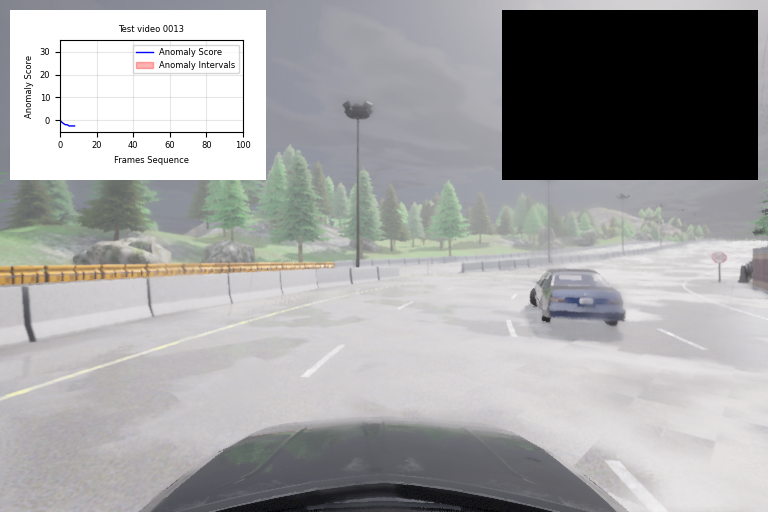 Test video 0013
Anomaly Score
Anomaly Intervals
30
20
10
0
Anomaly Score
0 20 40 60 80 100
Frames Sequence